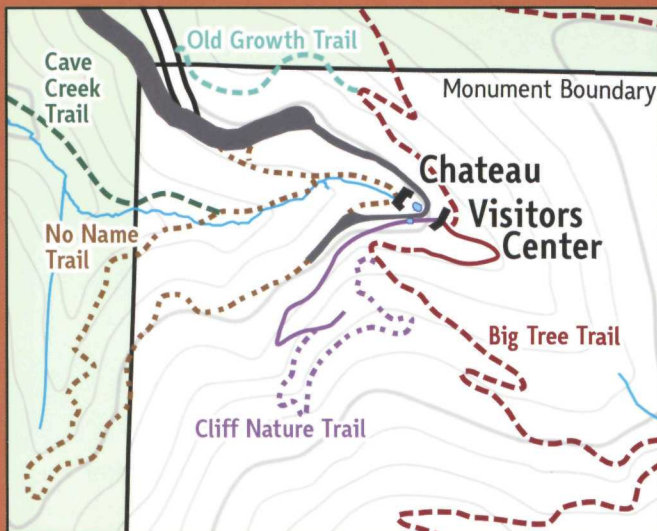 Old Growth Trail
Cave
Creek
Trail
Monument Boundary
Chateau
Visitors
Center
No Name
Trail
Big Tree Trail
Cliff Nature Trail